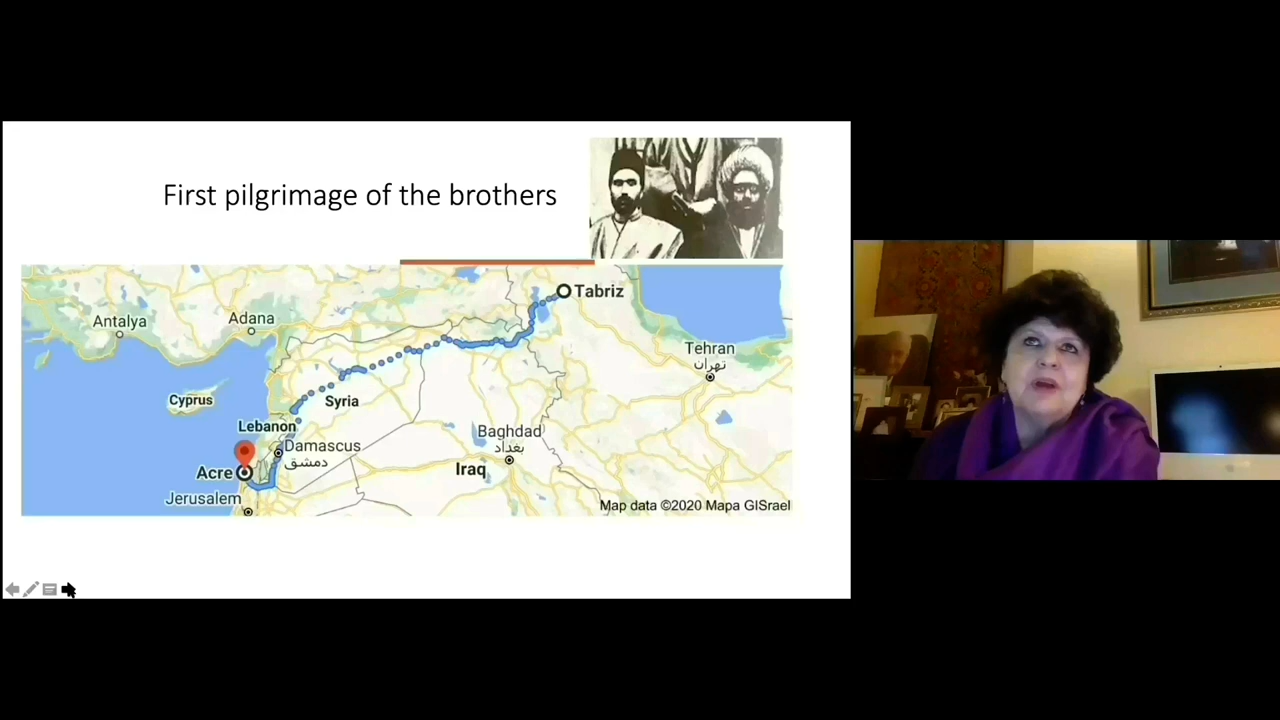 First pilgrimage of the brothers
Tabriz
Antalya
Adana
Tehran
تهران
Cyprus
Syria
Lebanon
Baghdad
بغداد
Damascus
دمشق
Iraq
Acre
Jerusalem
Map data ©2020 Mapa GISrael